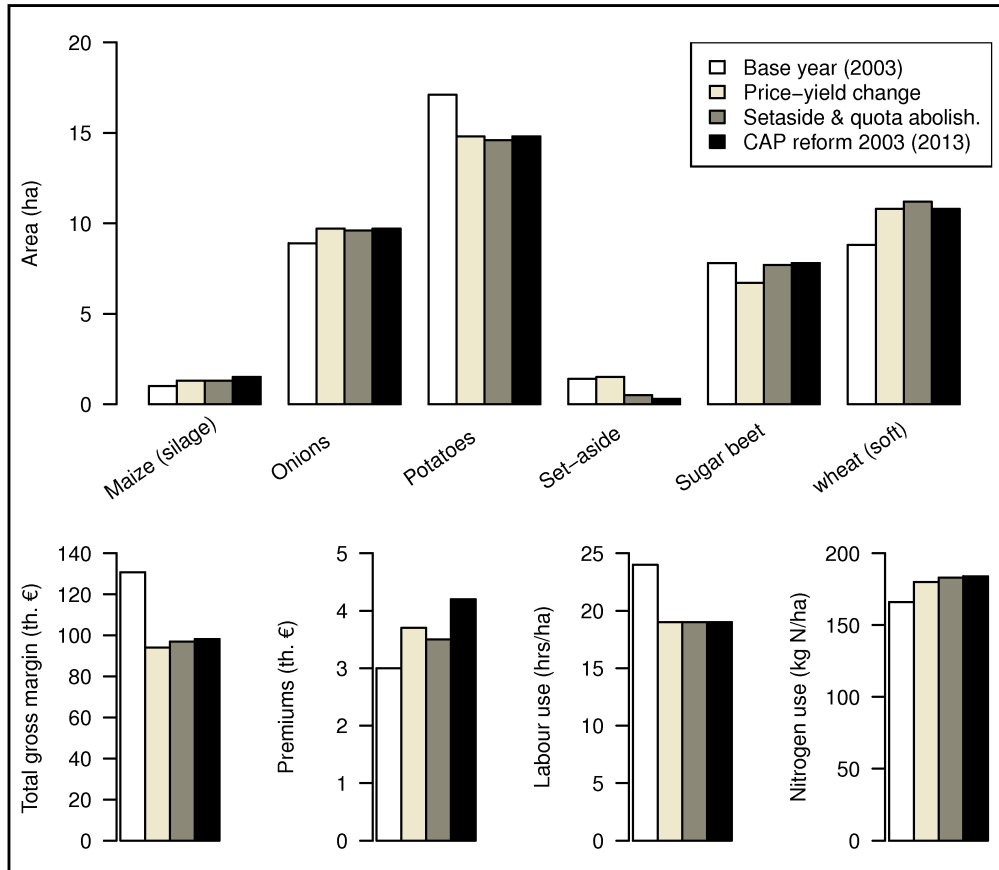 20
15
10
5
0
Area (ha)
Base year (2003)
Price−yield change
Setaside & quota abolish.
CAP reform 2003 (2013)
Maize (silage)
Onions
Potatoes
Set−aside
Sugar beet
wheat (soft)
140
120
100
80
60
40
20
0
Total gross margin (th. €)
5
4
3
2
1
0
Premiums (th. €)
25
20
15
10
5
0
Labour use (hrs/ha)
200
150
100
50
0
Nitrogen use (kg N/ha)